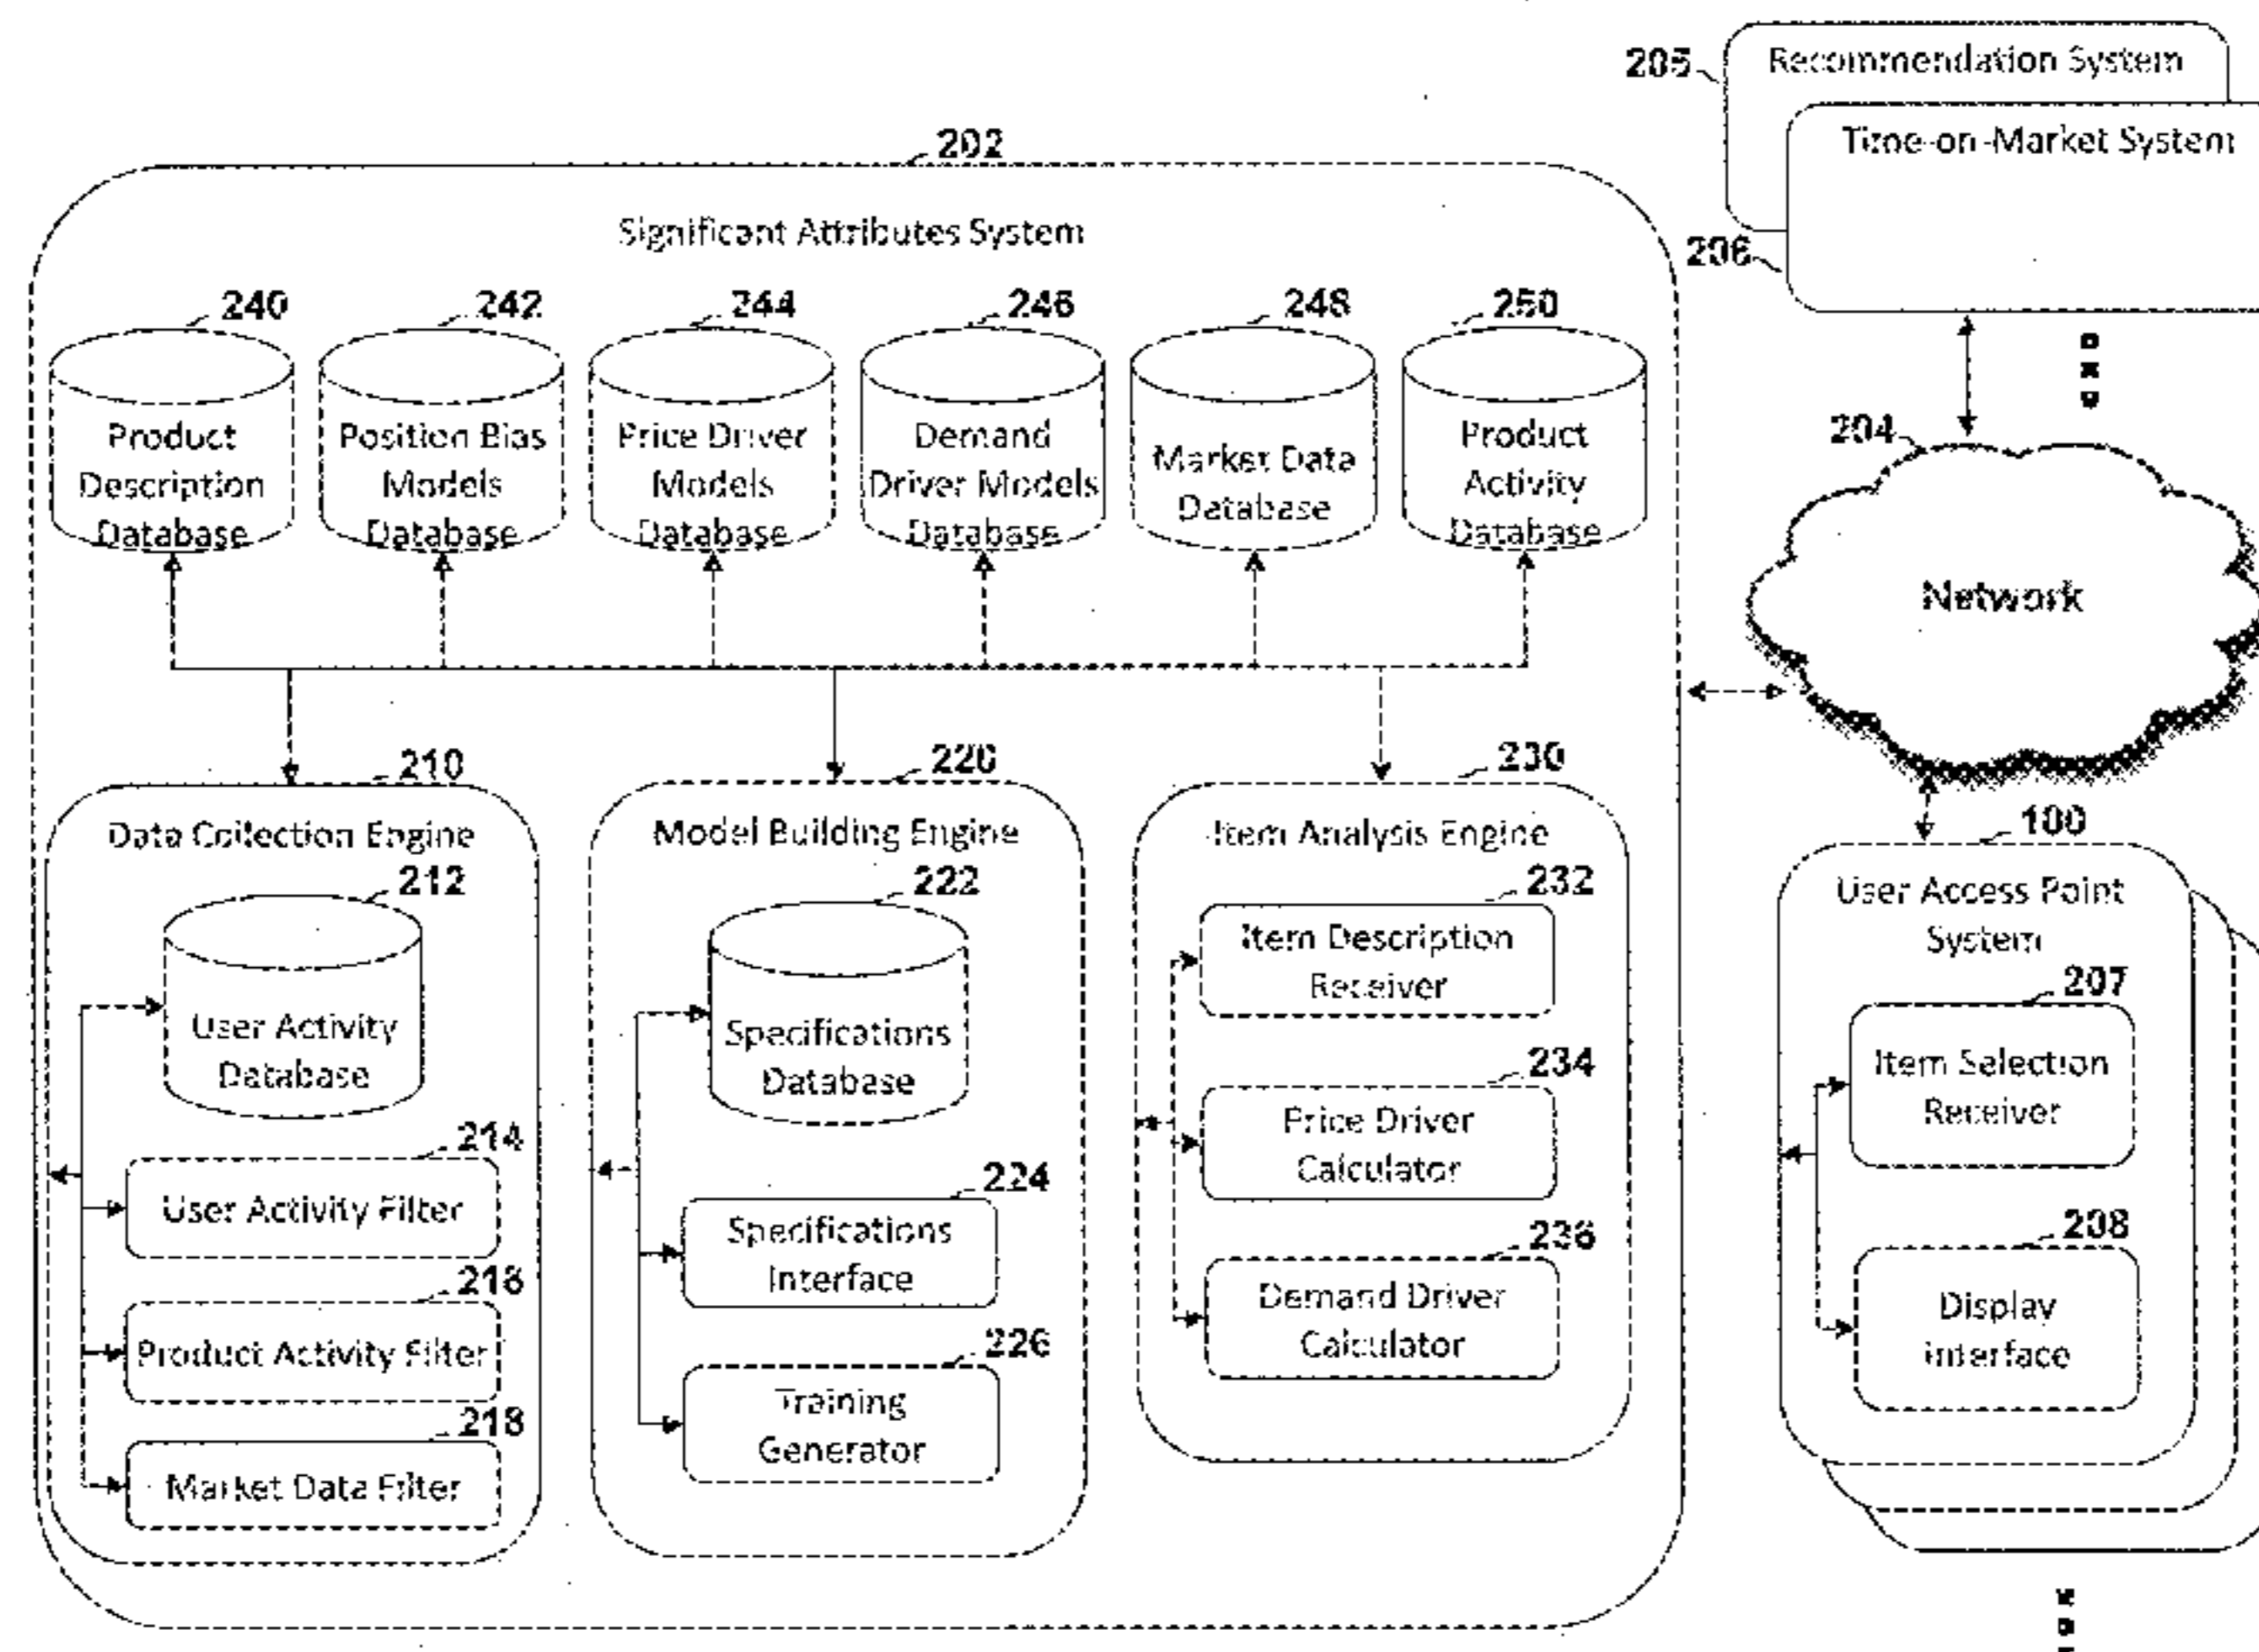 205
Recommendation System
Time-on-Market System
206
202
Significant Attributes System
240
242
244
246
248
250
Product
Description
Database
Position Bias
Models
Database
Price Driver
Models
Database
Demand
Driver Models
Database
Market Data
Database
Product
Activity
Database
204
Network
210
220
230
100
Data Collection Engine
212
User Activity
Database
214
User Activity Filter
216
Product Activity Filter
218
Market Data Filter
Model Building Engine
222
Specifications
Database
224
Specifications
Interface
226
Training
Generator
Item Analysis Engine
232
Item Description
Receiver
234
Price Driver
Calculator
236
Demand Driver
Calculator
User Access Point
System
207
Item Selection
Receiver
208
Display
interface